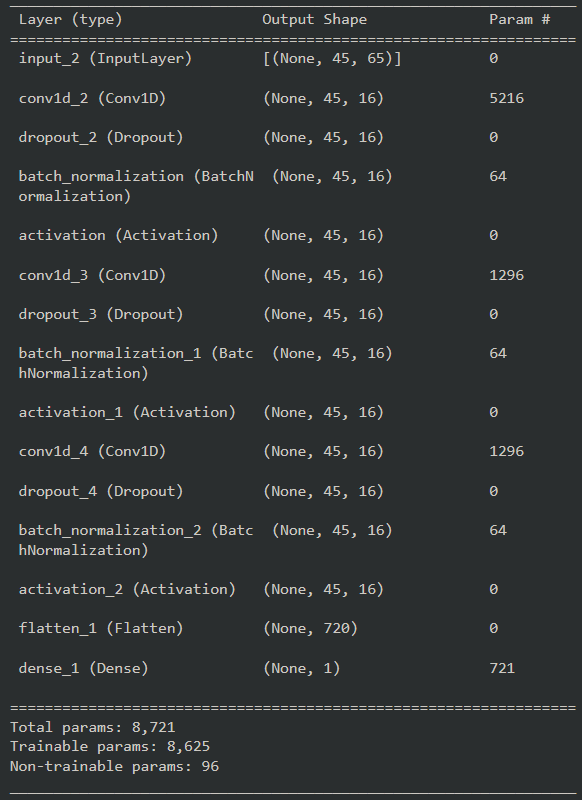 Layer (type) Output Shape Param #
=================================================================
input_2 (InputLayer) [(None, 45, 65)] 0
conv1d_2 (Conv1D) (None, 45, 16) 5216
dropout_2 (Dropout) (None, 45, 16) 0
batch_normalization (BatchN (None, 45, 16) 64
ormalization)
activation (Activation) (None, 45, 16) 0
conv1d_3 (Conv1D) (None, 45, 16) 1296
dropout_3 (Dropout) (None, 45, 16) 0
batch_normalization_1 (Batc (None, 45, 16) 64
hNormalization)
activation_1 (Activation) (None, 45, 16) 0
conv1d_4 (Conv1D) (None, 45, 16) 1296
dropout_4 (Dropout) (None, 45, 16) 0
batch_normalization_2 (Batc (None, 45, 16) 64
hNormalization)
activation_2 (Activation) (None, 45, 16) 0
flatten_1 (Flatten) (None, 720) 0
dense_1 (Dense) (None, 1) 721
=================================================================
Total params: 8,721
Trainable params: 8,625
Non-trainable params: 96